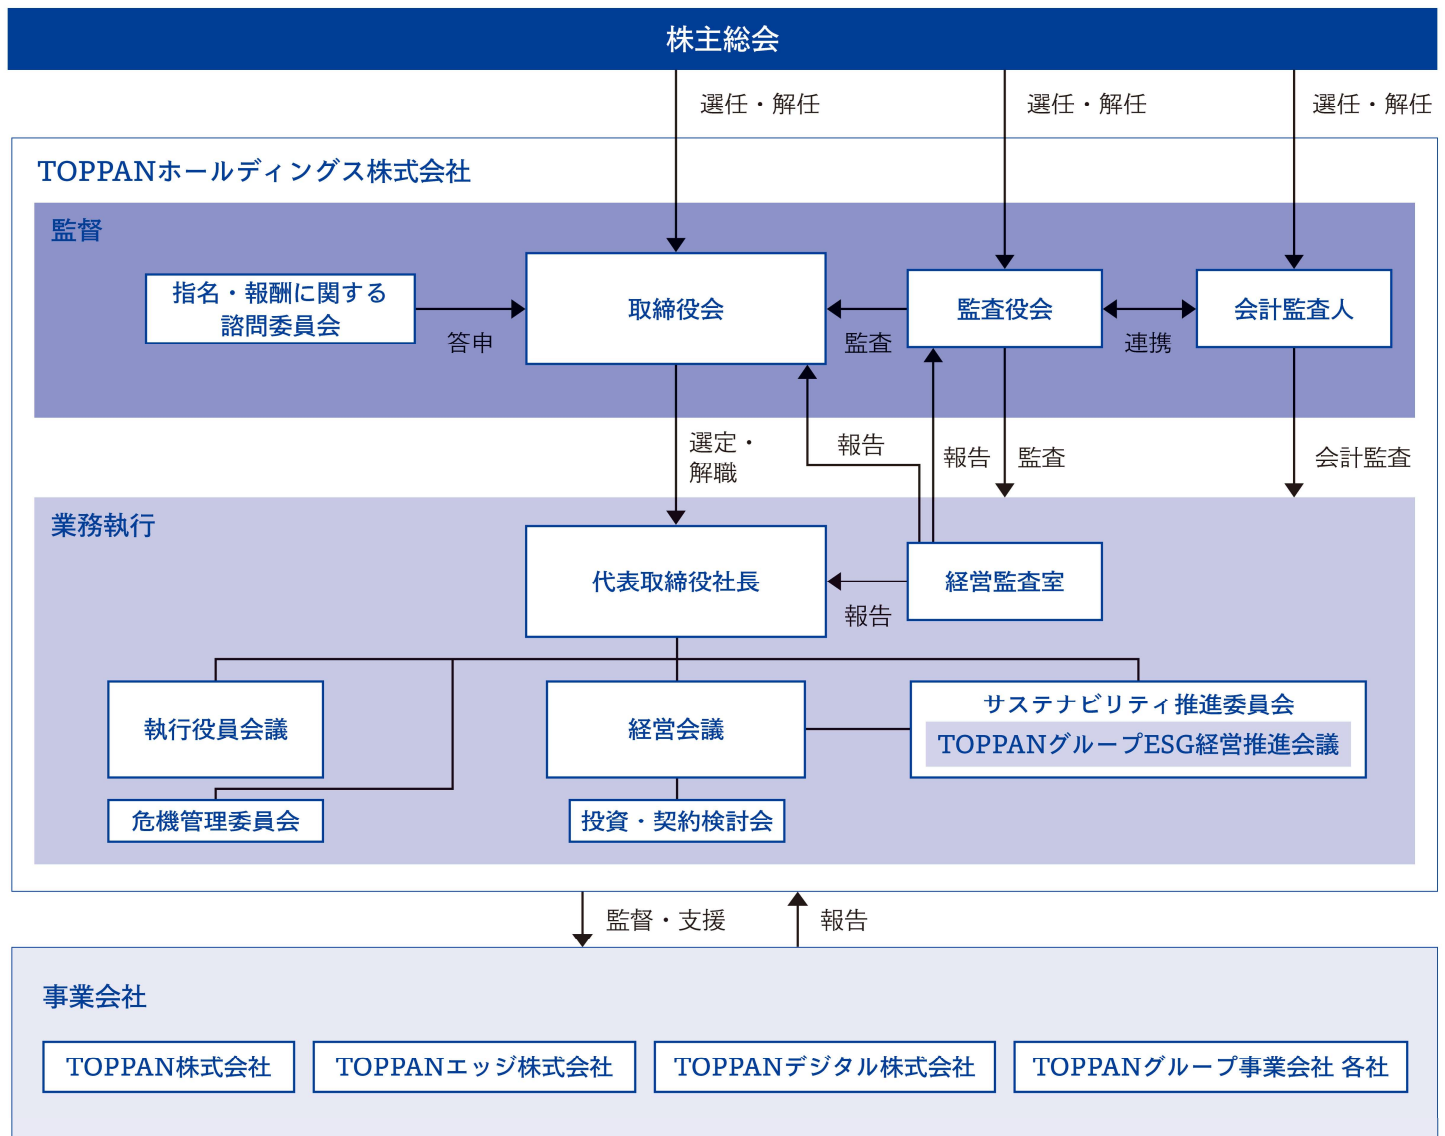 株主総会
選任・解任
選任・解任
選任・解任
TOPPANホールディングス株式会社
監督
指名・報酬に関する
諮問委員会
答申
取締役会
監査
監査役会
連携
会計監査人
選定・
解職
報告
報告
監査
会計監査
業務執行
代表取締役社長
報告
経営監査室
執行役員会議
経営会議
サステナビリティ推進委員会
TOPPANグループESG経営推進会議
危機管理委員会
投資・契約検討会
監督・支援
報告
事業会社
TOPPAN株式会社
TOPPANエッジ株式会社
TOPPANデジタル株式会社
TOPPANグループ事業会社 各社